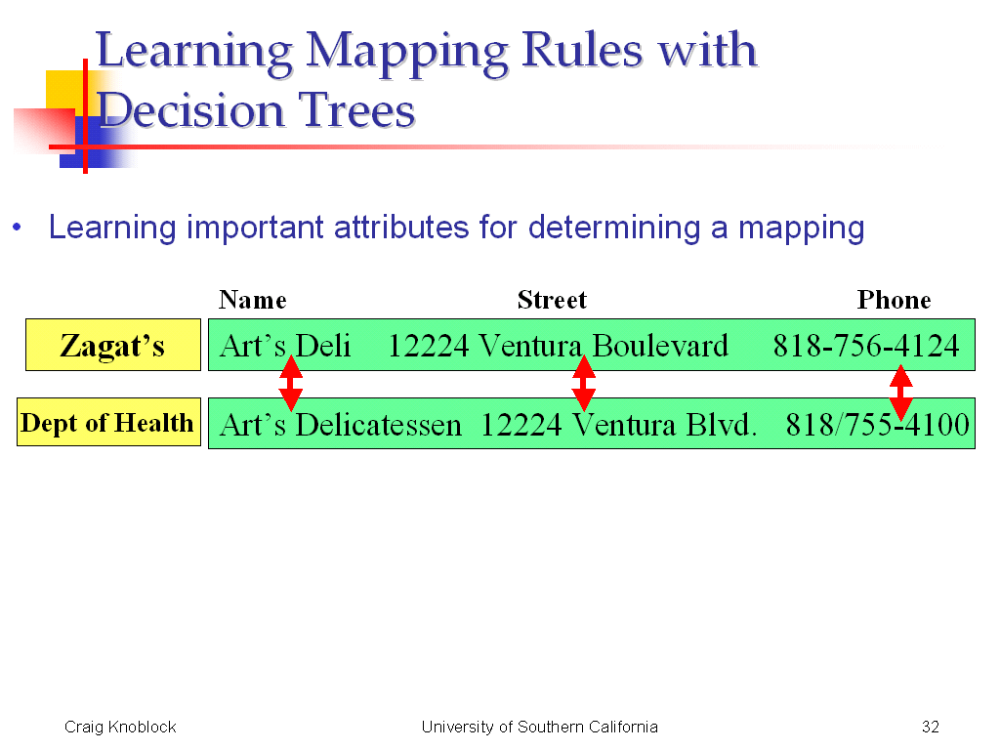 Learning Mapping Rules with
Decision Trees
• Learning important attributes for determining a mapping
Name Street Phone
Zagat’s Art’s Deli 12224 Ventura Boulevard 818-756-4124
Dept of Health Art’s Delicatessen 12224 Ventura Blvd. 818/755-4100
Craig Knoblock University of Southern California 32